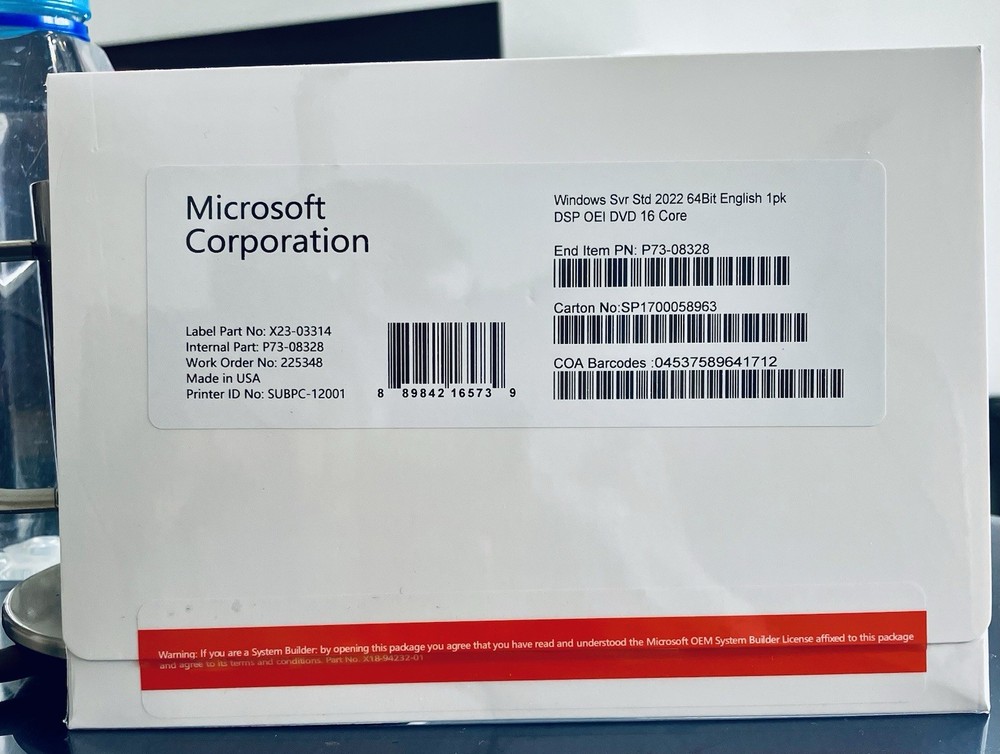 Microsoft
Corporation
Label Part No: X23-03314
Internal Part: P73-08328
Work Order No: 225348
Made in USA
Printer ID No: SUBPC-12001
8 89842 16573 9
Windows Svr Std 2022 64Bit English 1pk
DSP OEI DVD 16 Core
End Item PN: P73-08328
Carton No:SP1700058963
COA Barcodes :04537589641712
Warning: If you are a System Builder: by opening this package you agree that you have read and understood the Microsoft OEM System Builder License affixed to this package
and agree to its terms and conditions. Part No. X18-94232-01